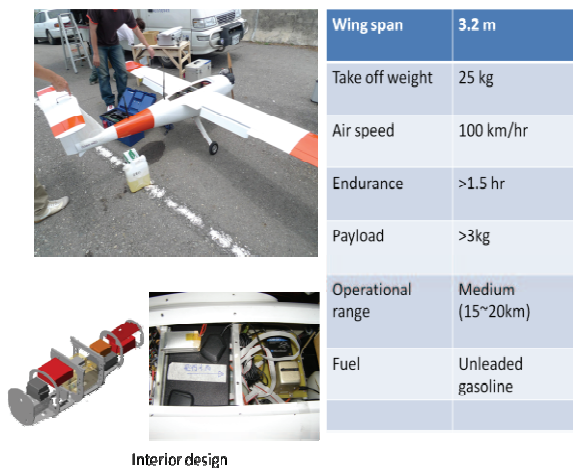 Wing span 3.2 m
Take off weight 25 kg
Air speed 100 km/hr
Endurance >1.5 hr
Payload >3kg
Operational range Medium (15~20km)
Fuel Unleaded gasoline
Interior design